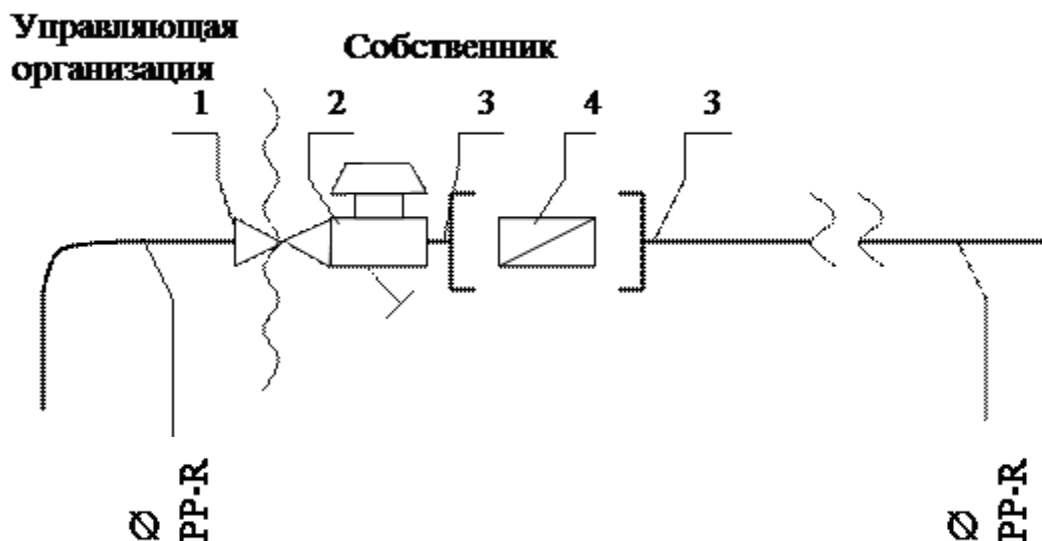 Управляющая
организация
Собственник
1
2
3
4
3
Ø
PP-R
Ø
PP-R